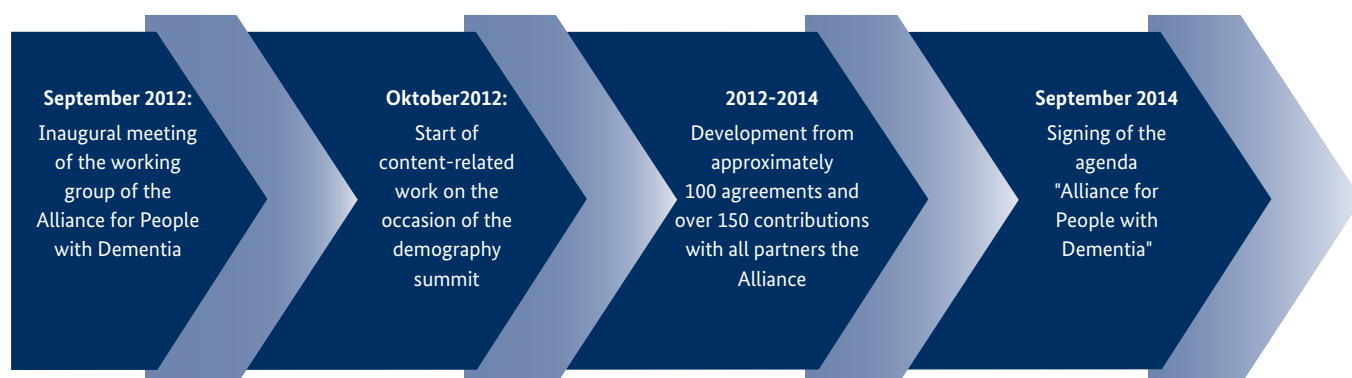 September 2012:
Inaugural meeting
of the working
group of the
Alliance for People
with Dementia
Oktober2012:
Start of
content-related
work on the
occasion of the
demography
summit
2012-2014
Development from
approximately
100 agreements and
over 150 contributions
with all partners the
Alliance
September 2014
Signing of the
agenda
"Alliance for
People with
Dementia"